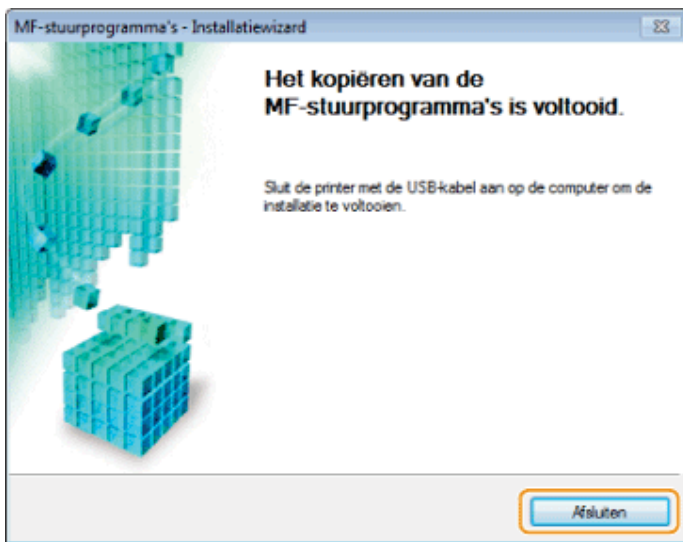 MF-stuurprogramma's - Installatiewizard
Het kopiëren van de
MF-stuurprogramma's is voltooid.
Sluit de printer met de USB-kabel aan op de computer om de
installatie te voltooien.
Afsluiten